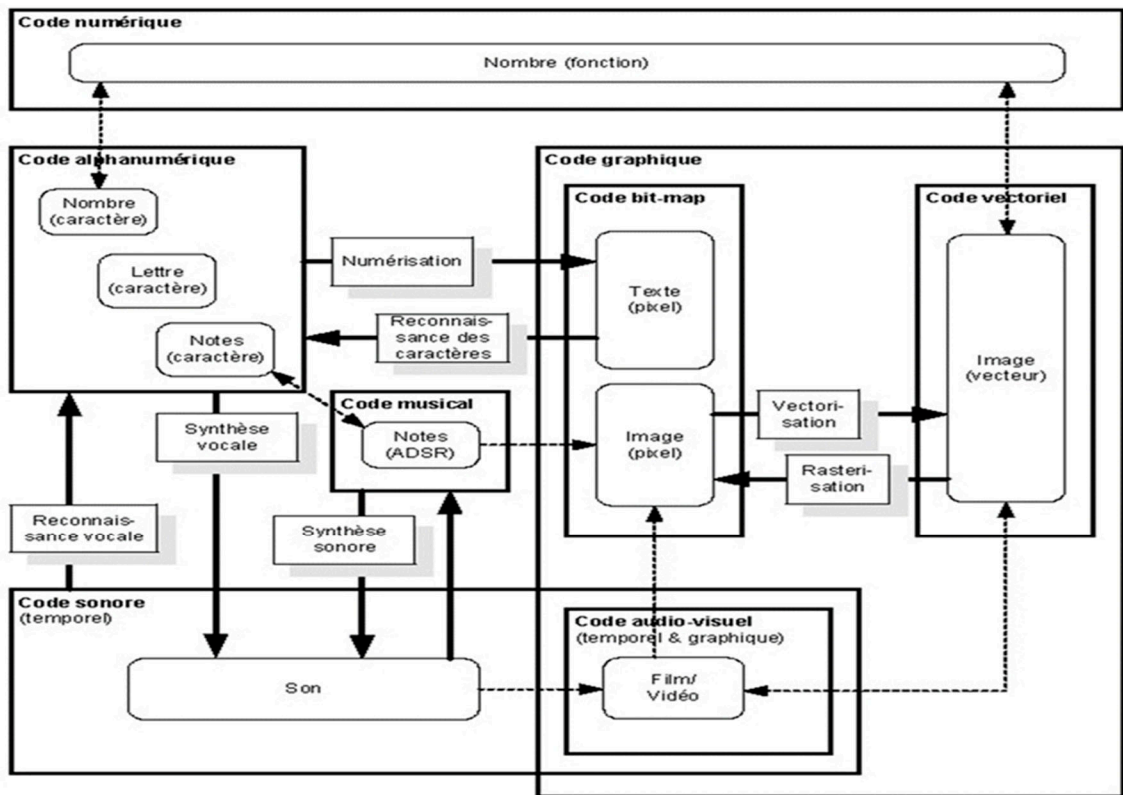 Code numérique
Nombre (fonction)
Code alphanumérique
Nombre
(caractère)
Lettre
(caractère)
Notes
(caractère)
Numérisation
Reconnais-
sance des
caractères
Code graphique
Code bit-map
Texte
(pixel)
Image
(pixel)
Code vectoriel
Image
(vecteur)
Vectori-
sation
Rasteri-
sation
Code musical
Notes
(ADSR)
Synthèse
vocale
Reconnais-
sance vocale
Synthèse
sonore
Code sonore
(temporel)
Son
Code audio-visuel
(temporel & graphique)
Film/
Vidéo